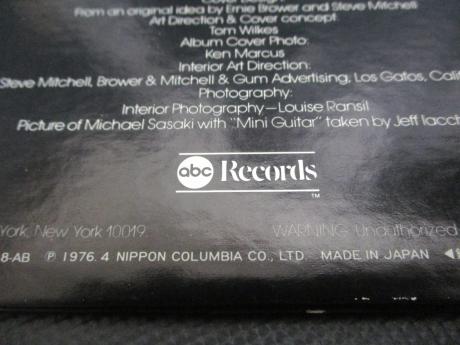 From an original idea by Ernie Brower and Steve Mitchell
Art Direction & Cover concept:
Tom Wilkes
Album Cover Photo:
Ken Marcus
Interior Art Direction:
Steve Mitchell, Brower & Mitchell & Gum Advertising, Los Gatos, Calif
Photography:
Interior Photography—Louise Ransil
Picture of Michael Sasaki with "Mini Guitar" taken by Jeff Iacch
abc Records
TM
York, New York 10019
WARNING: Unauthorized
8-AB Ⓟ 1976. 4 NIPPON COLUMBIA CO., LTD. MADE IN JAPAN